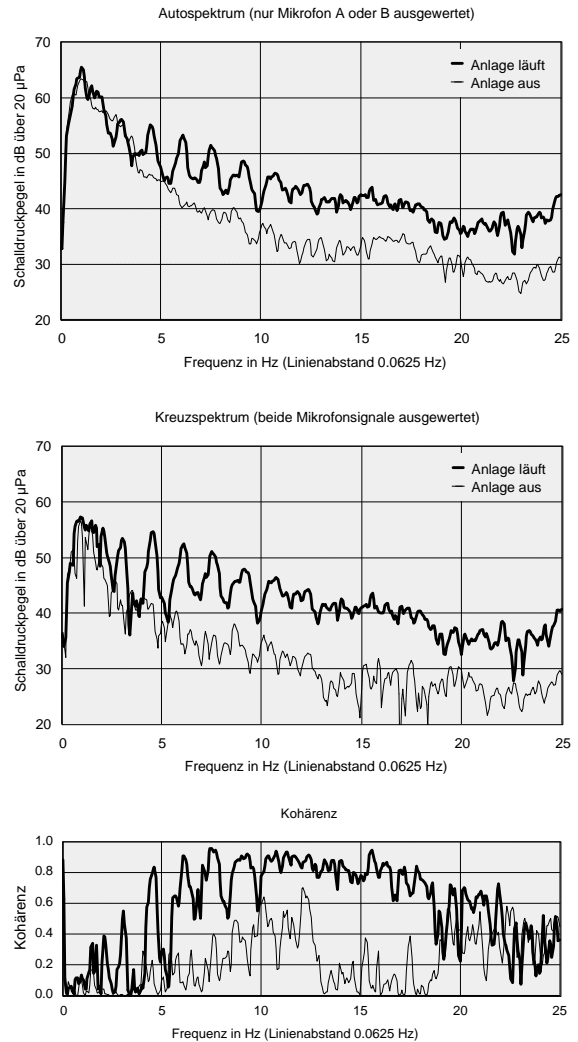 Autospektrum (nur Mikrofon A oder B ausgewertet)
70
60
50
40
30
20
Schalldruckpegel in dB über 20 µPa
Anlage läuft
Anlage aus
0 5 10 15 20 25
Frequenz in Hz (Linienabstand 0.0625 Hz)
Kreuzspektrum (beide Mikrofonsignale ausgewertet)
70
60
50
40
30
20
Schalldruckpegel in dB über 20 µPa
Anlage läuft
Anlage aus
0 5 10 15 20 25
Frequenz in Hz (Linienabstand 0.0625 Hz)
Kohärenz
1.0
0.8
0.6
0.4
0.2
0.0
Kohärenz
0 5 10 15 20 25
Frequenz in Hz (Linienabstand 0.0625 Hz)